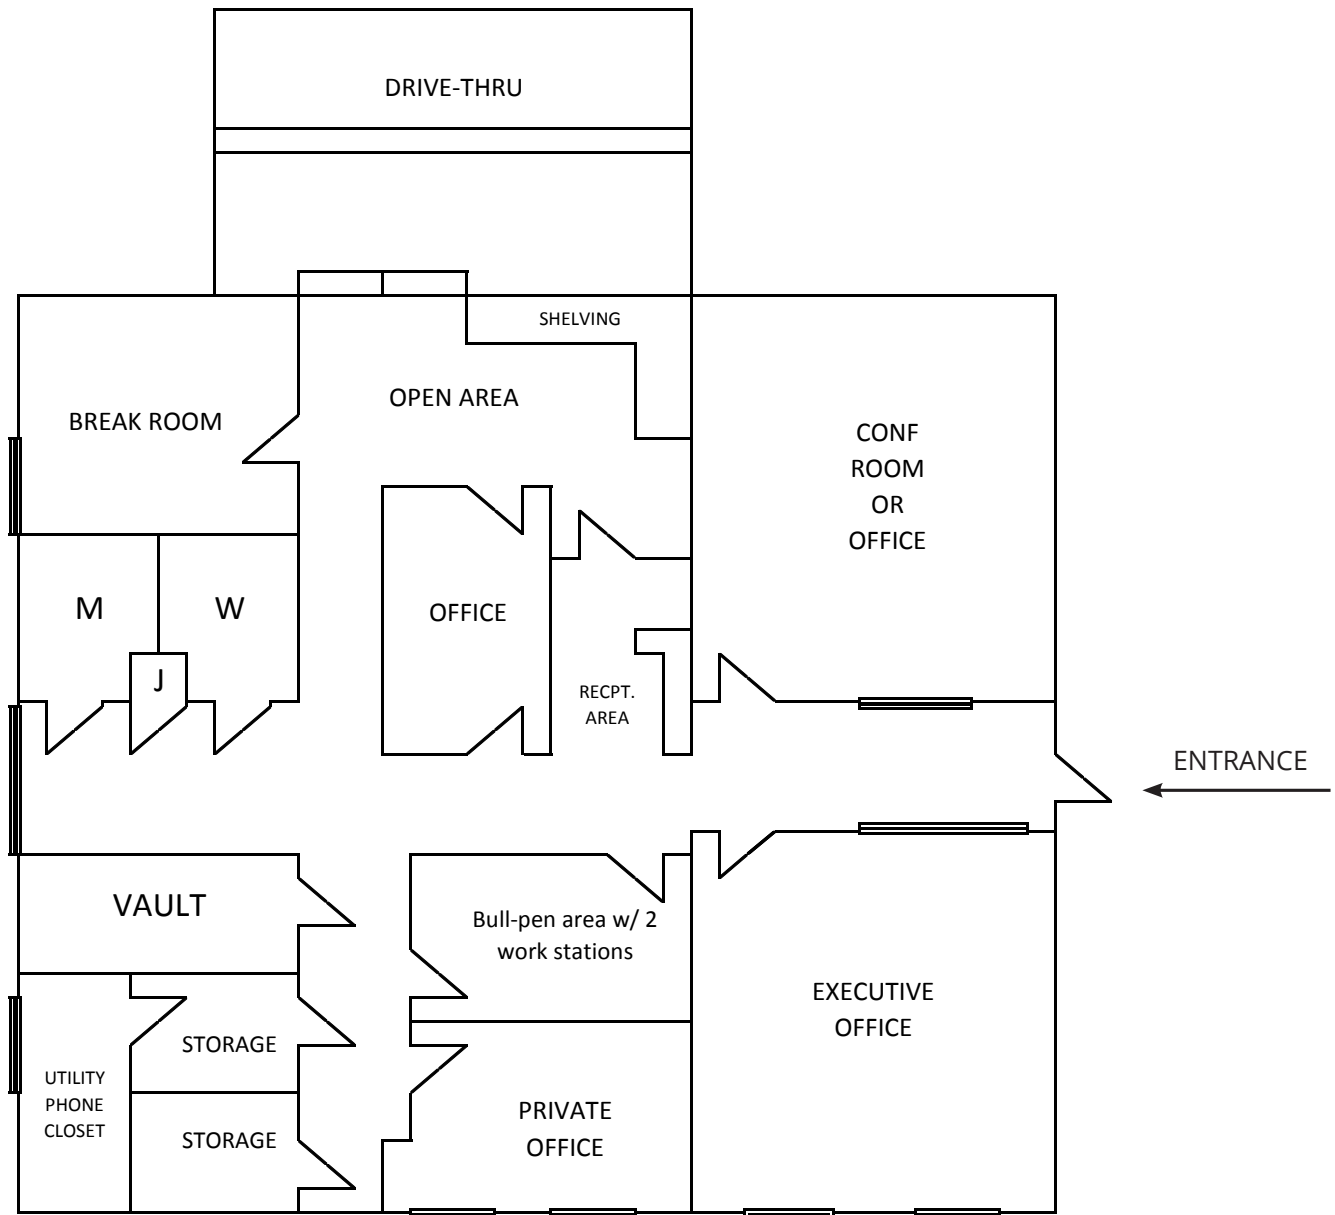 DRIVE-THRU
SHELVING
OPEN AREA
BREAK ROOM
CONF
ROOM
OR
OFFICE
M
W
OFFICE
J
RECPT.
AREA
ENTRANCE
VAULT
Bull-pen area w/ 2
work stations
EXECUTIVE
OFFICE
STORAGE
UTILITY
PHONE
CLOSET
PRIVATE
OFFICE
STORAGE